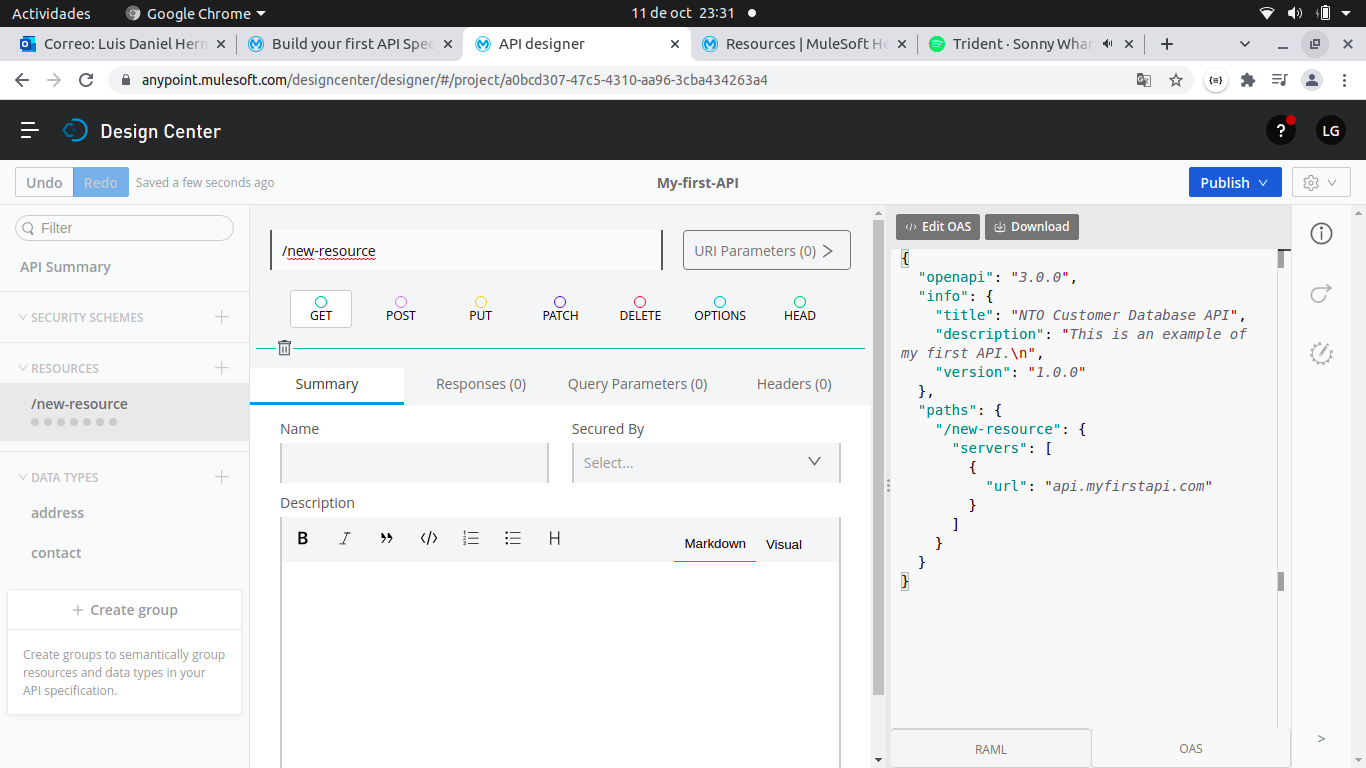 Actividades
Google Chrome
11 de oct 23:31
Correo: Luis Daniel Hern
Build your first API Spec
API designer
Resources | MuleSoft He
Trident · Sonny Whar
anypoint.mulesoft.com/designcenter/designer/#/project/a0bcd307-47c5-4310-aa96-3cba434263a4
Design Center
?
LG
Undo
Redo
Saved a few seconds ago
My-first-API
Publish
Filter
API Summary
SECURITY SCHEMES
RESOURCES
/new-resource
DATA TYPES
address
contact
+ Create group
Create groups to semantically group
resources and data types in your
API specification.
/new-resource
URI Parameters (0)
GET
POST
PUT
PATCH
DELETE
OPTIONS
HEAD
Summary
Responses (0)
Query Parameters (0)
Headers (0)
Name
Secured By
Select...
Description
B I ” </> H
Markdown
Visual
</> Edit OAS
Download
{
"openapi": "3.0.0",
"info": {
"title": "NTO Customer Database API",
"description": "This is an example of
my first API.\n",
"version": "1.0.0"
},
"paths": {
"/new-resource": {
"servers": [
{
"url": "api.myfirstapi.com"
}
]
}
}
}
RAML
OAS
>